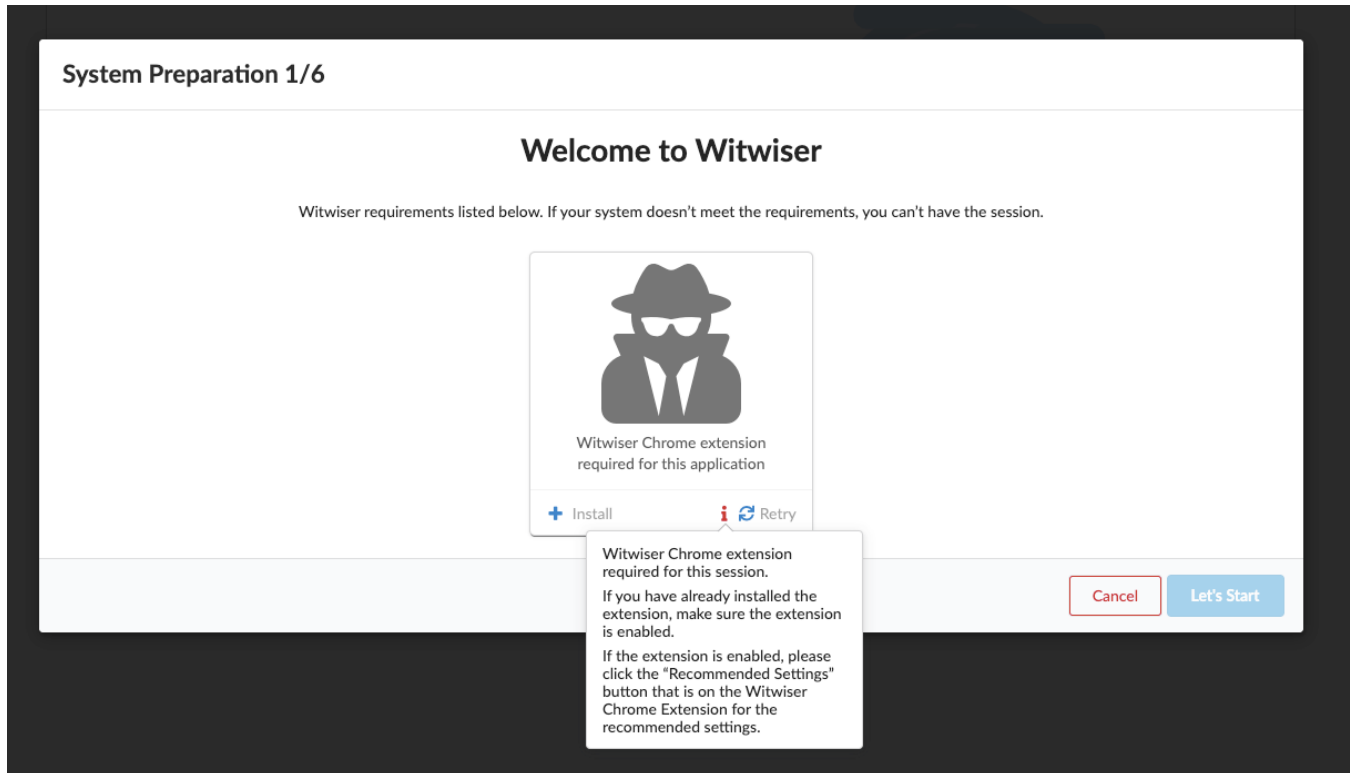 System Preparation 1/6
Welcome to Witwiser
Witwiser requirements listed below. If your system doesn’t meet the requirements, you can’t have the session.
Witwiser Chrome extension
required for this application
Install
Retry
Witwiser Chrome extension
required for this session.
If you have already installed the
extension, make sure the extension
is enabled.
If the extension is enabled, please
click the “Recommended Settings”
button that is on the Witwiser
Chrome Extension for the
recommended settings.
Cancel
Let's Start